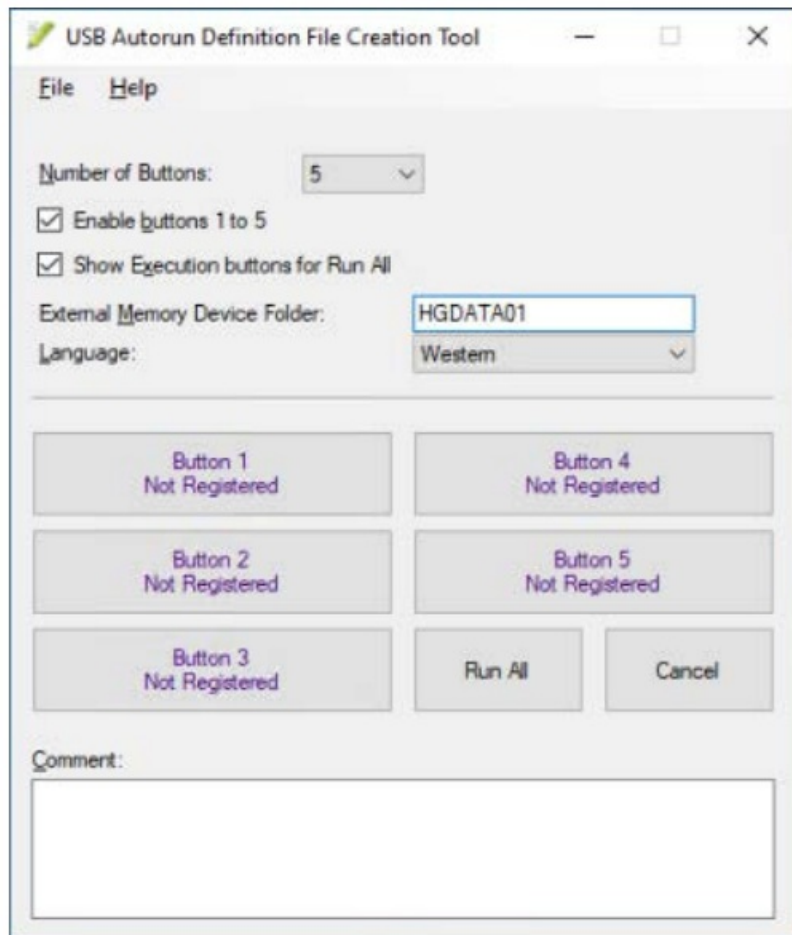 USB Autorun Definition File Creation Tool
File Help
Number of Buttons: 5
Enable buttons 1 to 5
Show Execution buttons for Run All
External Memory Device Folder: HGDATA01
Language: Western
Button 1
Not Registered
Button 4
Not Registered
Button 2
Not Registered
Button 5
Not Registered
Button 3
Not Registered
Run All
Cancel
Comment: